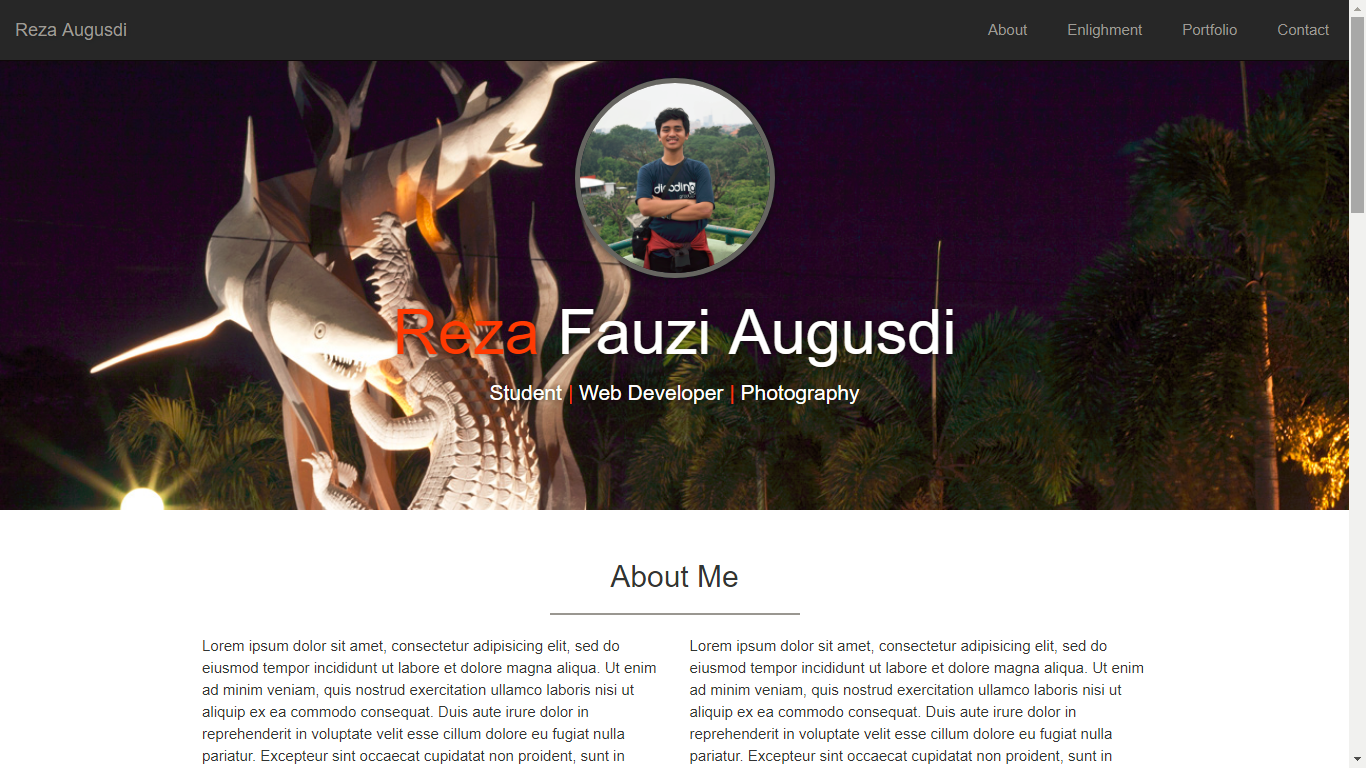 Reza Augusdi
About
Enlighment
Portfolio
Contact
Reza Fauzi Augusdi
Student | Web Developer | Photography
About Me
Lorem ipsum dolor sit amet, consectetur adipisicing elit, sed do
eiusmod tempor incididunt ut labore et dolore magna aliqua. Ut enim
ad minim veniam, quis nostrud exercitation ullamco laboris nisi ut
aliquip ex ea commodo consequat. Duis aute irure dolor in
reprehenderit in voluptate velit esse cillum dolore eu fugiat nulla
pariatur. Excepteur sint occaecat cupidatat non proident, sunt in
Lorem ipsum dolor sit amet, consectetur adipisicing elit, sed do
eiusmod tempor incididunt ut labore et dolore magna aliqua. Ut enim
ad minim veniam, quis nostrud exercitation ullamco laboris nisi ut
aliquip ex ea commodo consequat. Duis aute irure dolor in
reprehenderit in voluptate velit esse cillum dolore eu fugiat nulla
pariatur. Excepteur sint occaecat cupidatat non proident, sunt in